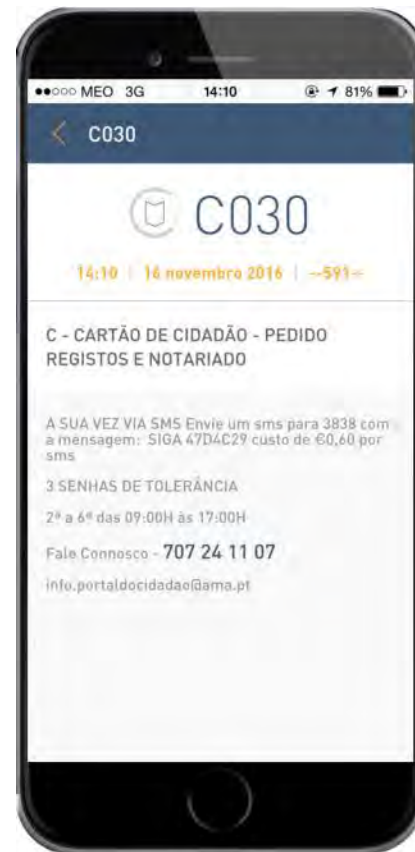 MEO 3G 14:10 81%
C030
C030
14:10 | 16 novembro 2016 | --591--
C - CARTÃO DE CIDADÃO - PEDIDO
REGISTOS E NOTARIADO
A SUA VEZ VIA SMS Envie um sms para 3838 com
a mensagem: SIGA 47D4C29 custo de €0,60 por
sms
3 SENHAS DE TOLERÂNCIA
2ª a 6ª das 09:00H às 17:00H
Fale Connosco - 707 24 11 07
info.portaldocidadao@ama.pt